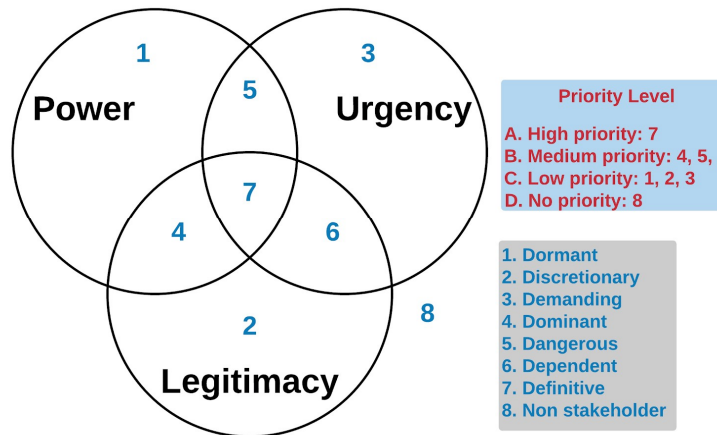 1
3
5
Power
Urgency
7
4
6
2
8
Legitimacy
Priority Level
A. High priority: 7
B. Medium priority: 4, 5,
C. Low priority: 1, 2, 3
D. No priority: 8
1. Dormant
2. Discretionary
3. Demanding
4. Dominant
5. Dangerous
6. Dependent
7. Definitive
8. Non stakeholder